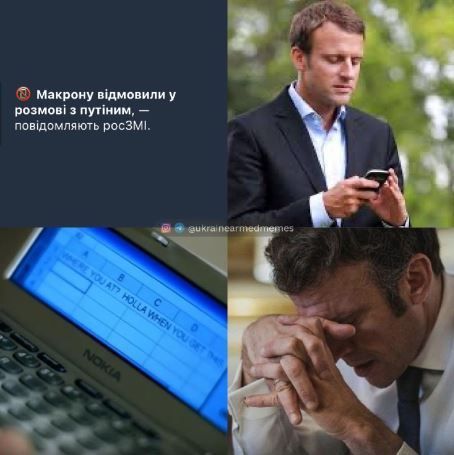 Макрону відмовили у
розмові з путіним, —
повідомляють росЗМІ.
@ukrainearmedmemes
A B C D
WHERE YOU AT? HOLLA WHEN YOU GET THIS
NOKIA